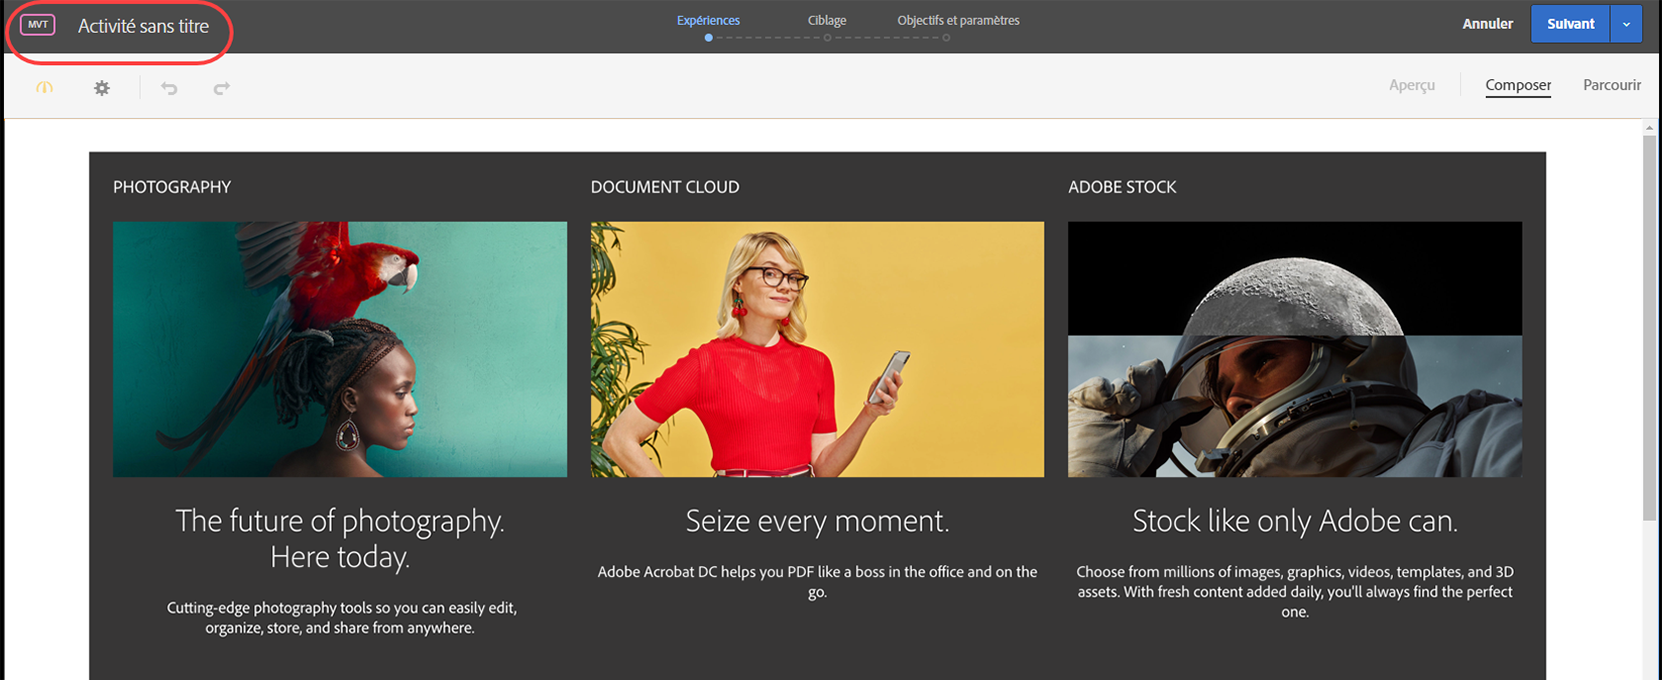 MVT
Activité sans titre
Expériences
Ciblage
Objectifs et paramètres
Annuler
Suivant
Aperçu
Composer
Parcourir
PHOTOGRAPHY
The future of photography.
Here today.
Cutting-edge photography tools so you can easily edit,
organize, store, and share from anywhere.
DOCUMENT CLOUD
Seize every moment.
Adobe Acrobat DC helps you PDF like a boss in the office and on the
go.
ADOBE STOCK
Stock like only Adobe can.
Choose from millions of images, graphics, videos, templates, and 3D
assets. With fresh content added daily, you'll always find the perfect
one.